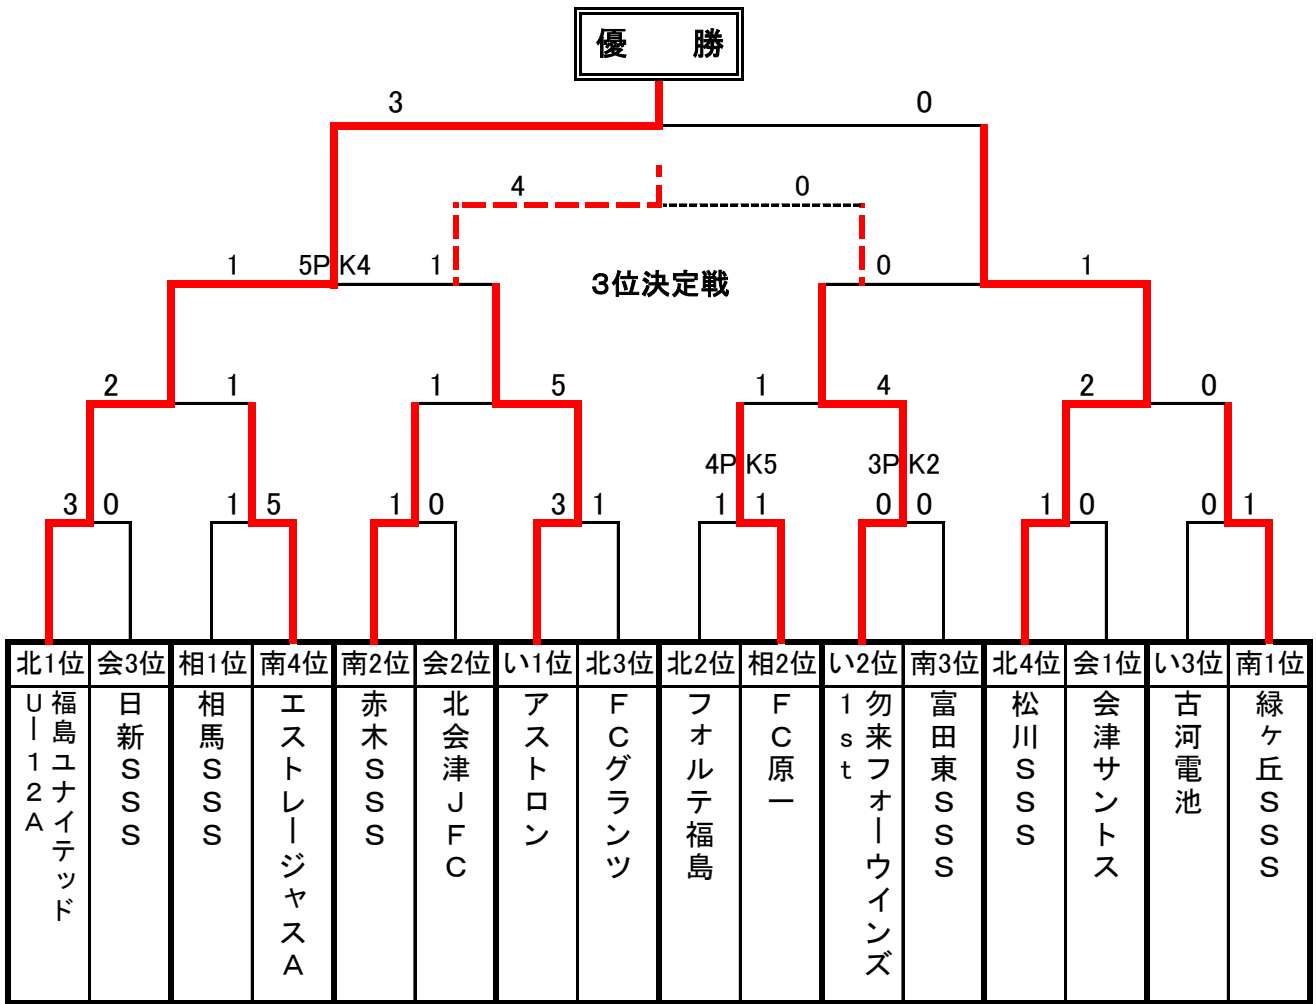 優 勝
3 0
4 0
1 5PK4 1 0 1
3位決定戦
2 1 1 5 1 4 2 0
4PK5 3PK2
3 0 1 5 1 0 3 1 1 1 0 0 1 0 0 1
北1位 会3位 相1位 南4位 南2位 会2位 い1位 北3位 北2位 相2位 い2位 南3位 北4位 会1位 い3位 南1位
福島ユナイテッド
Uー12A
日新SSS
相馬SSS
エストレージャスA
赤木SSS
北会津JFC
アストロン
FCグランツ
フォルテ福島
FC原一
勿来フォーウインズ
1st
富田東SSS
松川SSS
会津サントス
古河電池
緑ヶ丘SSS